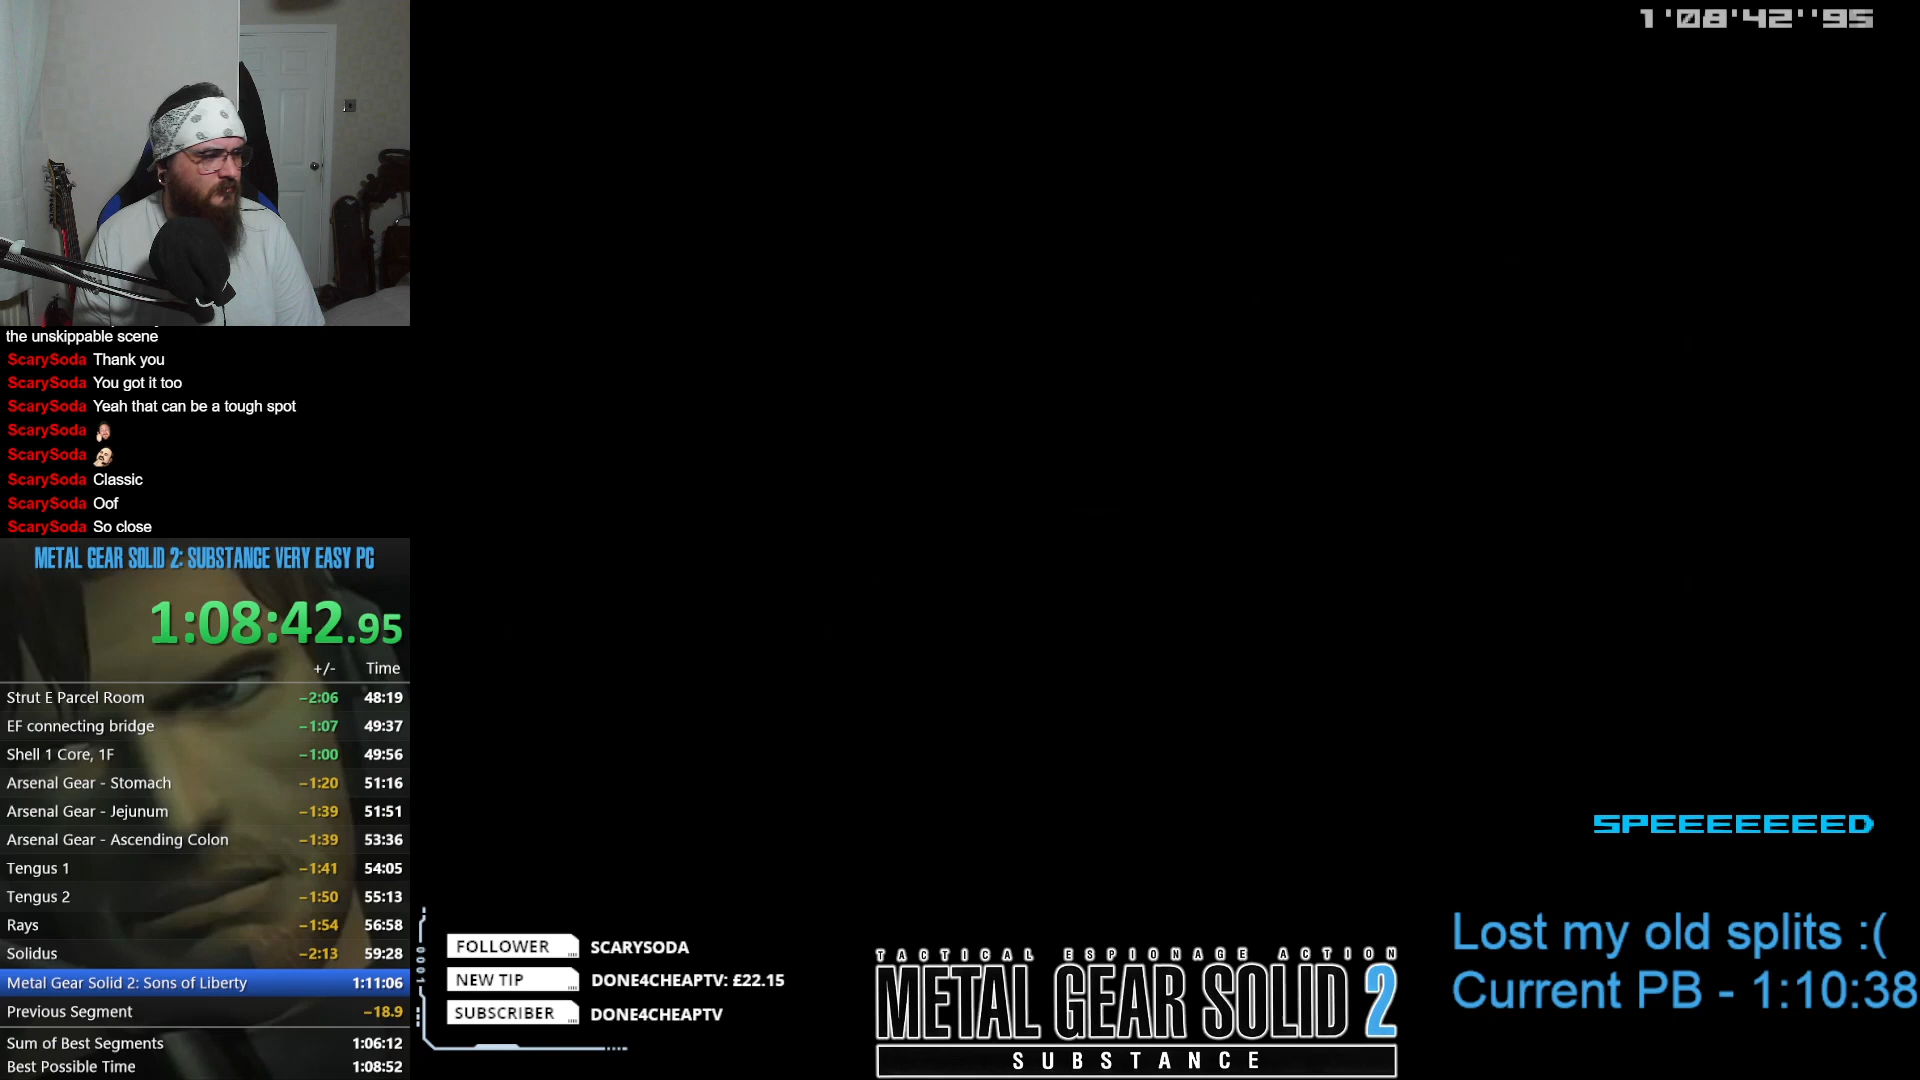 1'08'42''95
the unskippable scene
ScarySoda Thank you
ScarySoda You got it too
ScarySoda Yeah that can be a tough spot
ScarySoda
ScarySoda
ScarySoda Classic
ScarySoda Oof
ScarySoda So close
METAL GEAR SOLID 2: SUBSTANCE VERY EASY PC
1:08:42.95
+/- Time
Strut E Parcel Room −2:06 48:19
EF connecting bridge −1:07 49:37
Shell 1 Core, 1F −1:00 49:56
Arsenal Gear - Stomach −1:20 51:16
Arsenal Gear - Jejunum −1:39 51:51
Arsenal Gear - Ascending Colon −1:39 53:36
Tengus 1 −1:41 54:05
Tengus 2 −1:50 55:13
Rays −1:54 56:58
Solidus −2:13 59:28
Metal Gear Solid 2: Sons of Liberty 1:11:06
Previous Segment −18.9
Sum of Best Segments 1:06:12
Best Possible Time 1:08:52
0001
FOLLOWER SCARYSODA
NEW TIP DONE4CHEAPTV: £22.15
SUBSCRIBER DONE4CHEAPTV
TACTICAL ESPIONAGE ACTION
METAL GEAR SOLID 2
SUBSTANCE
SPEEEEEEED
Lost my old splits :(
Current PB - 1:10:38